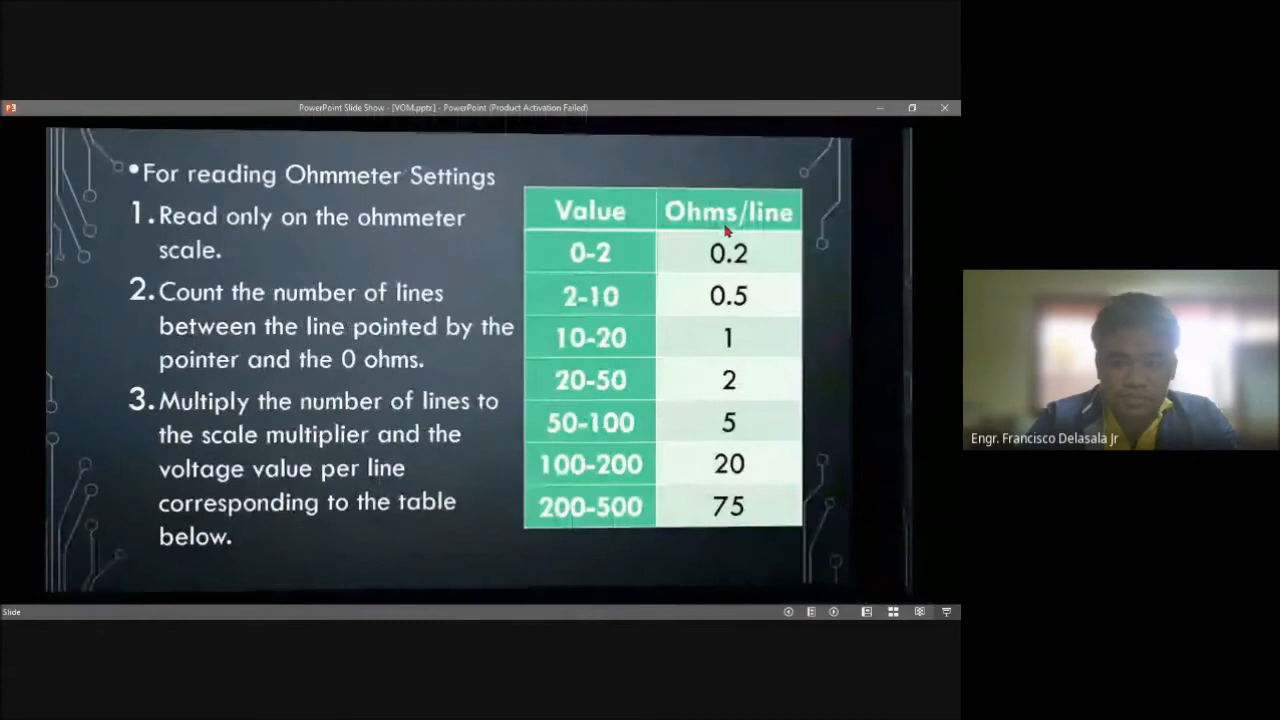 PowerPoint Slide Show - [VOM.pptx] - PowerPoint (Product Activation Failed)
•For reading Ohmmeter Settings
1. Read only on the ohmmeter
scale.
2. Count the number of lines
between the line pointed by the
pointer and the 0 ohms.
3. Multiply the number of lines to
the scale multiplier and the
voltage value per line
corresponding to the table
below.
Value Ohms/line
0-2 0.2
2-10 0.5
10-20 1
20-50 2
50-100 5
100-200 20
200-500 75
Engr. Francisco Delasala Jr
Slide